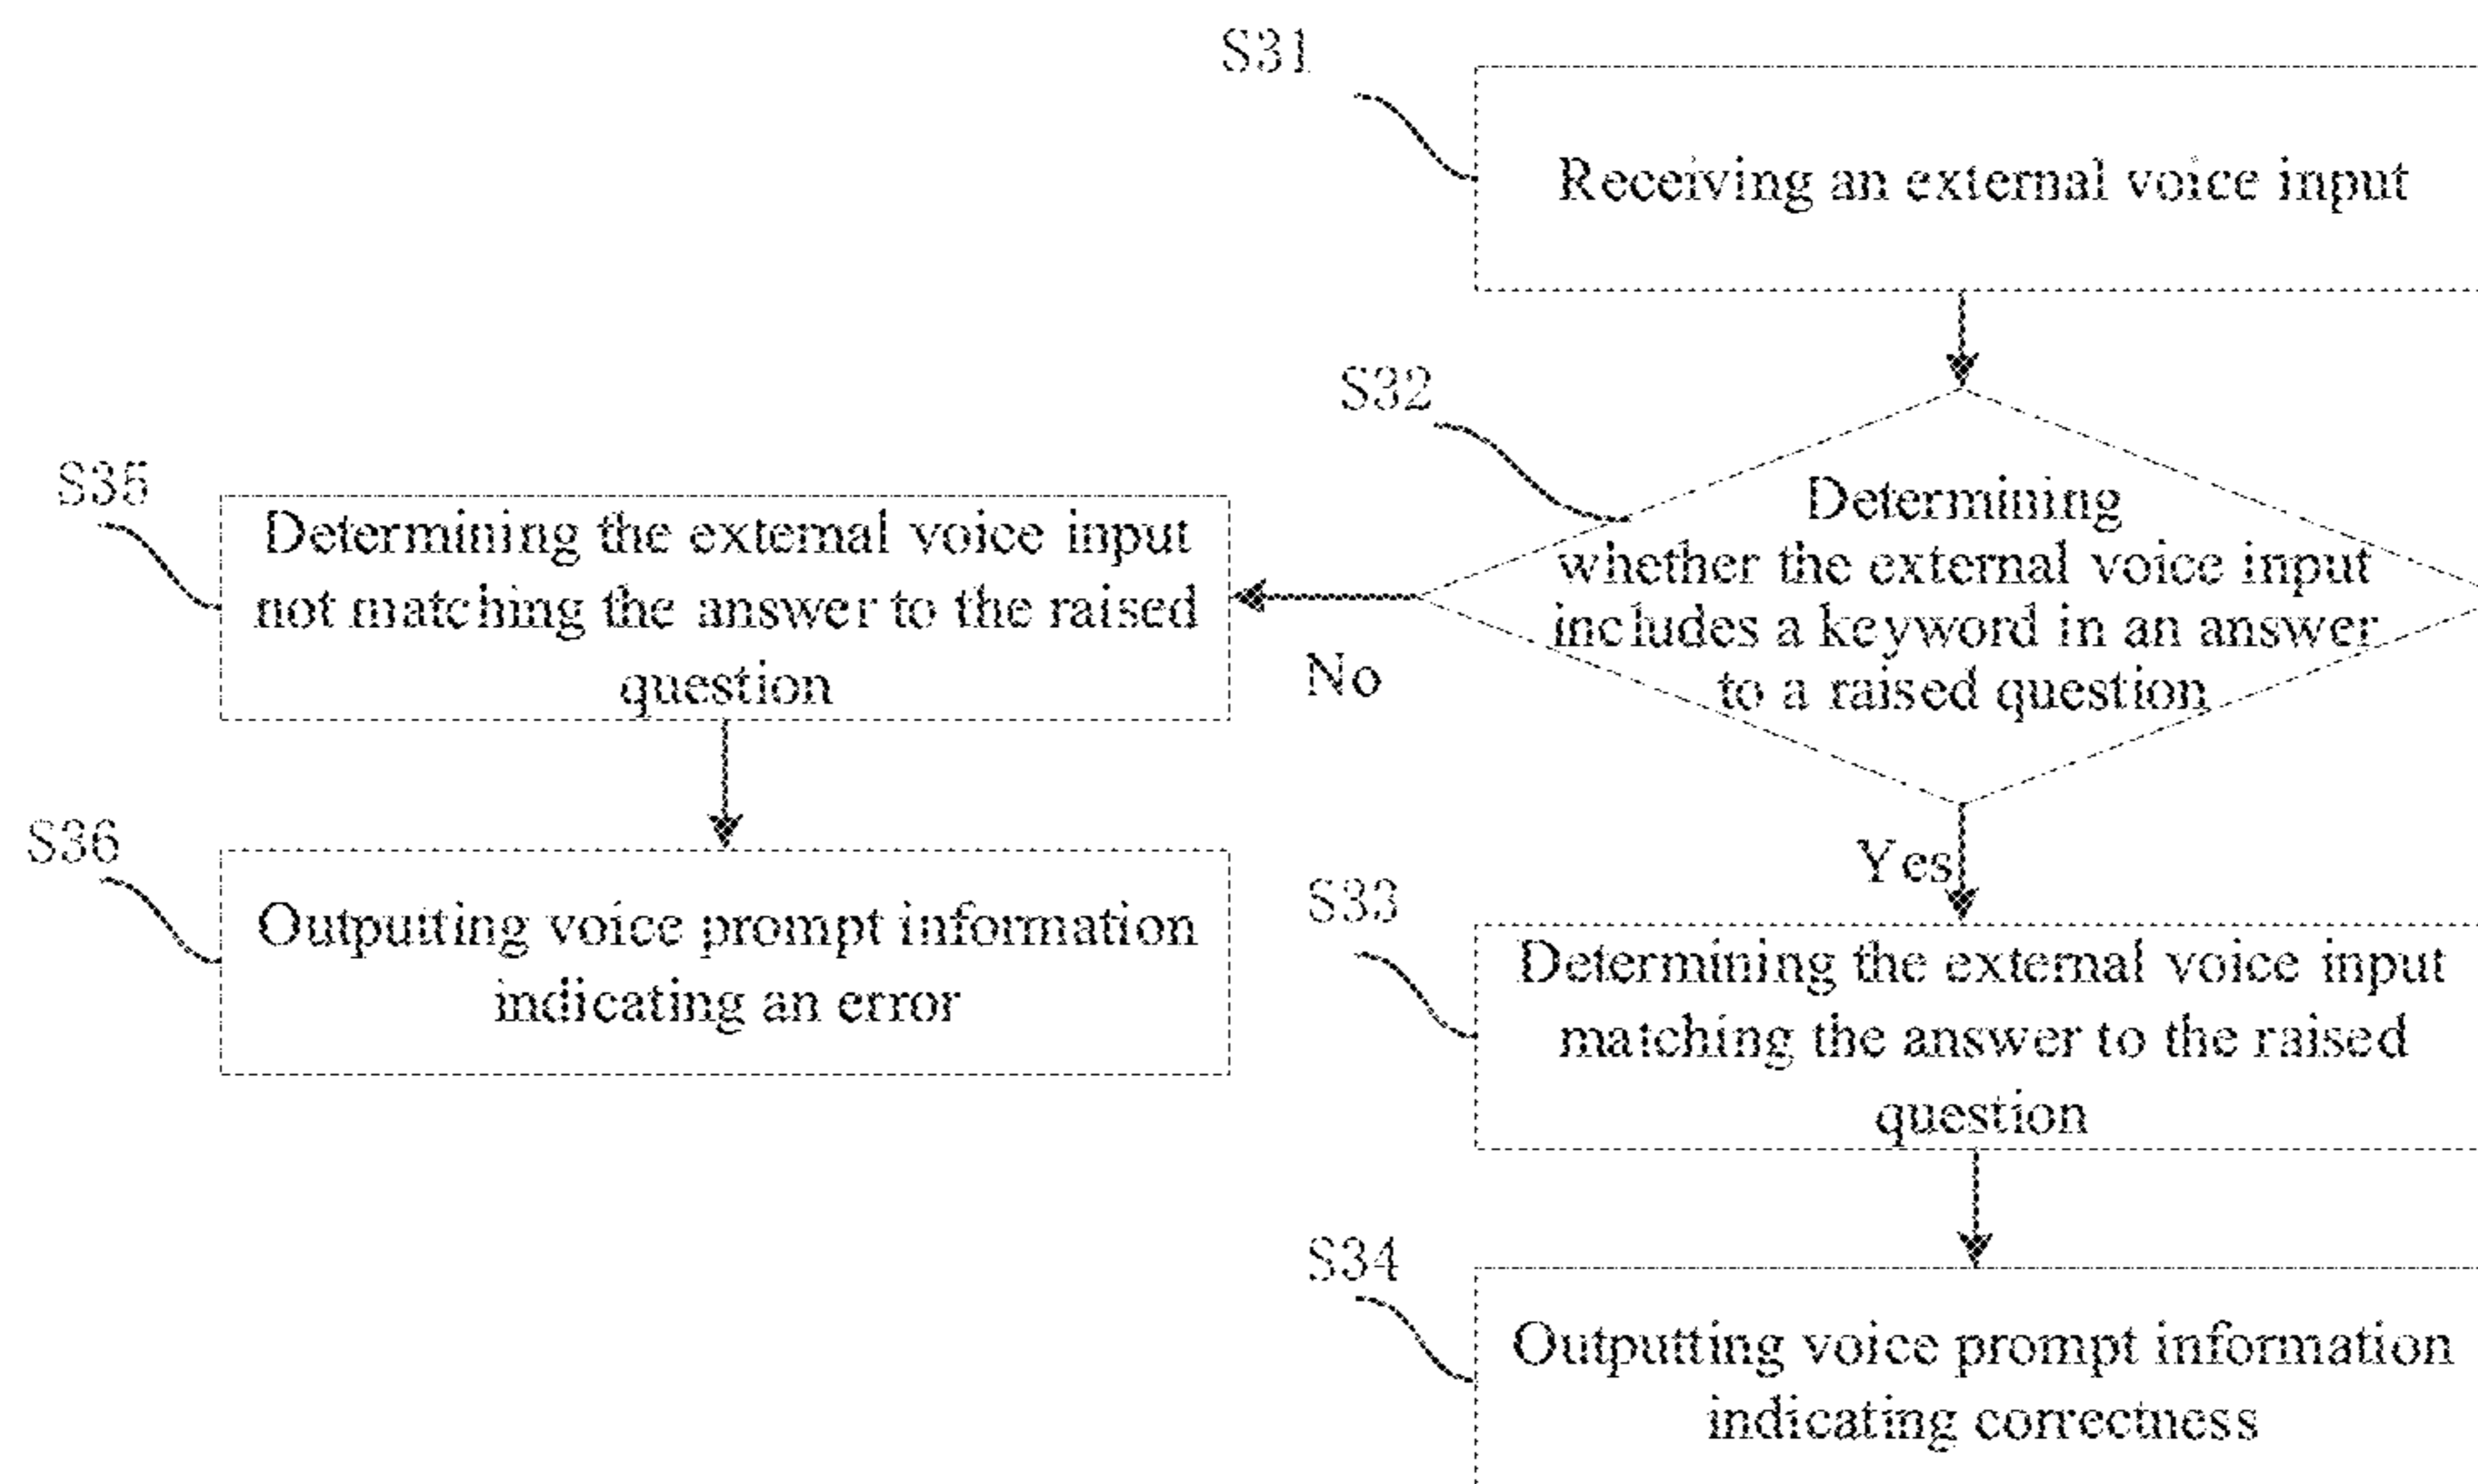 S31
Receiving an external voice input
S32
Determining
whether the external voice input
includes a keyword in an answer
to a raised question
No
Yes
S35
Determining the external voice input
not matching the answer to the raised
question
S36
Outputting voice prompt information
indicating an error
S33
Determining the external voice input
matching the answer to the raised
question
S34
Outputting voice prompt information
indicating correctness